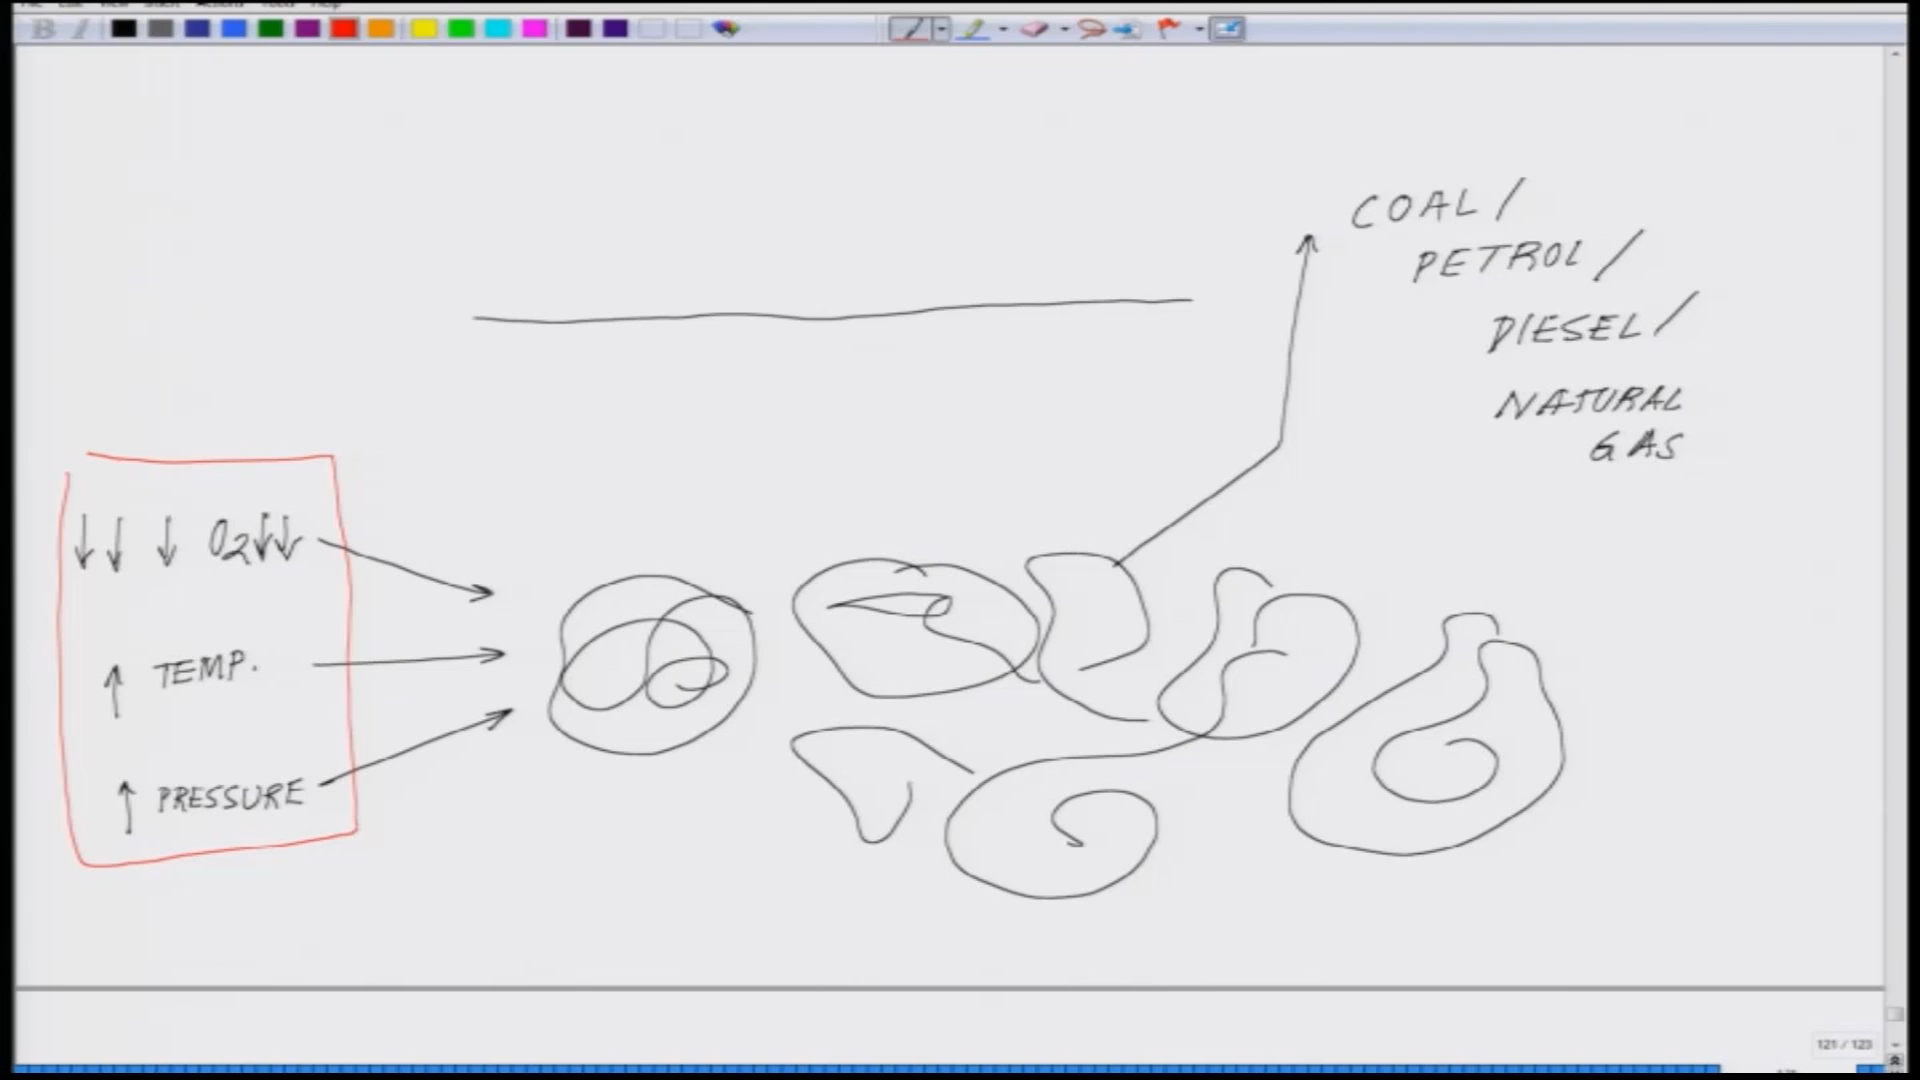 B I
COAL/
PETROL/
DIESEL/
NATURAL
GAS
↓↓ ↓ O2↓↓
↑ TEMP.
↑ PRESSURE
121 / 123